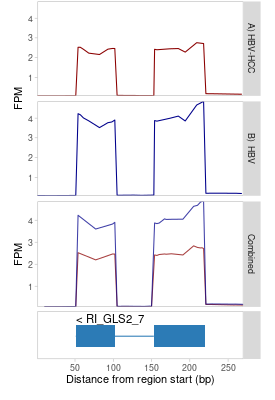 4
3
2
1
A) HBV-HCC
FPM
4
3
2
1
B) HBV
4
3
2
1
Combined
FPM
< RI_GLS2_7
50 100 150 200 250
Distance from region start (bp)